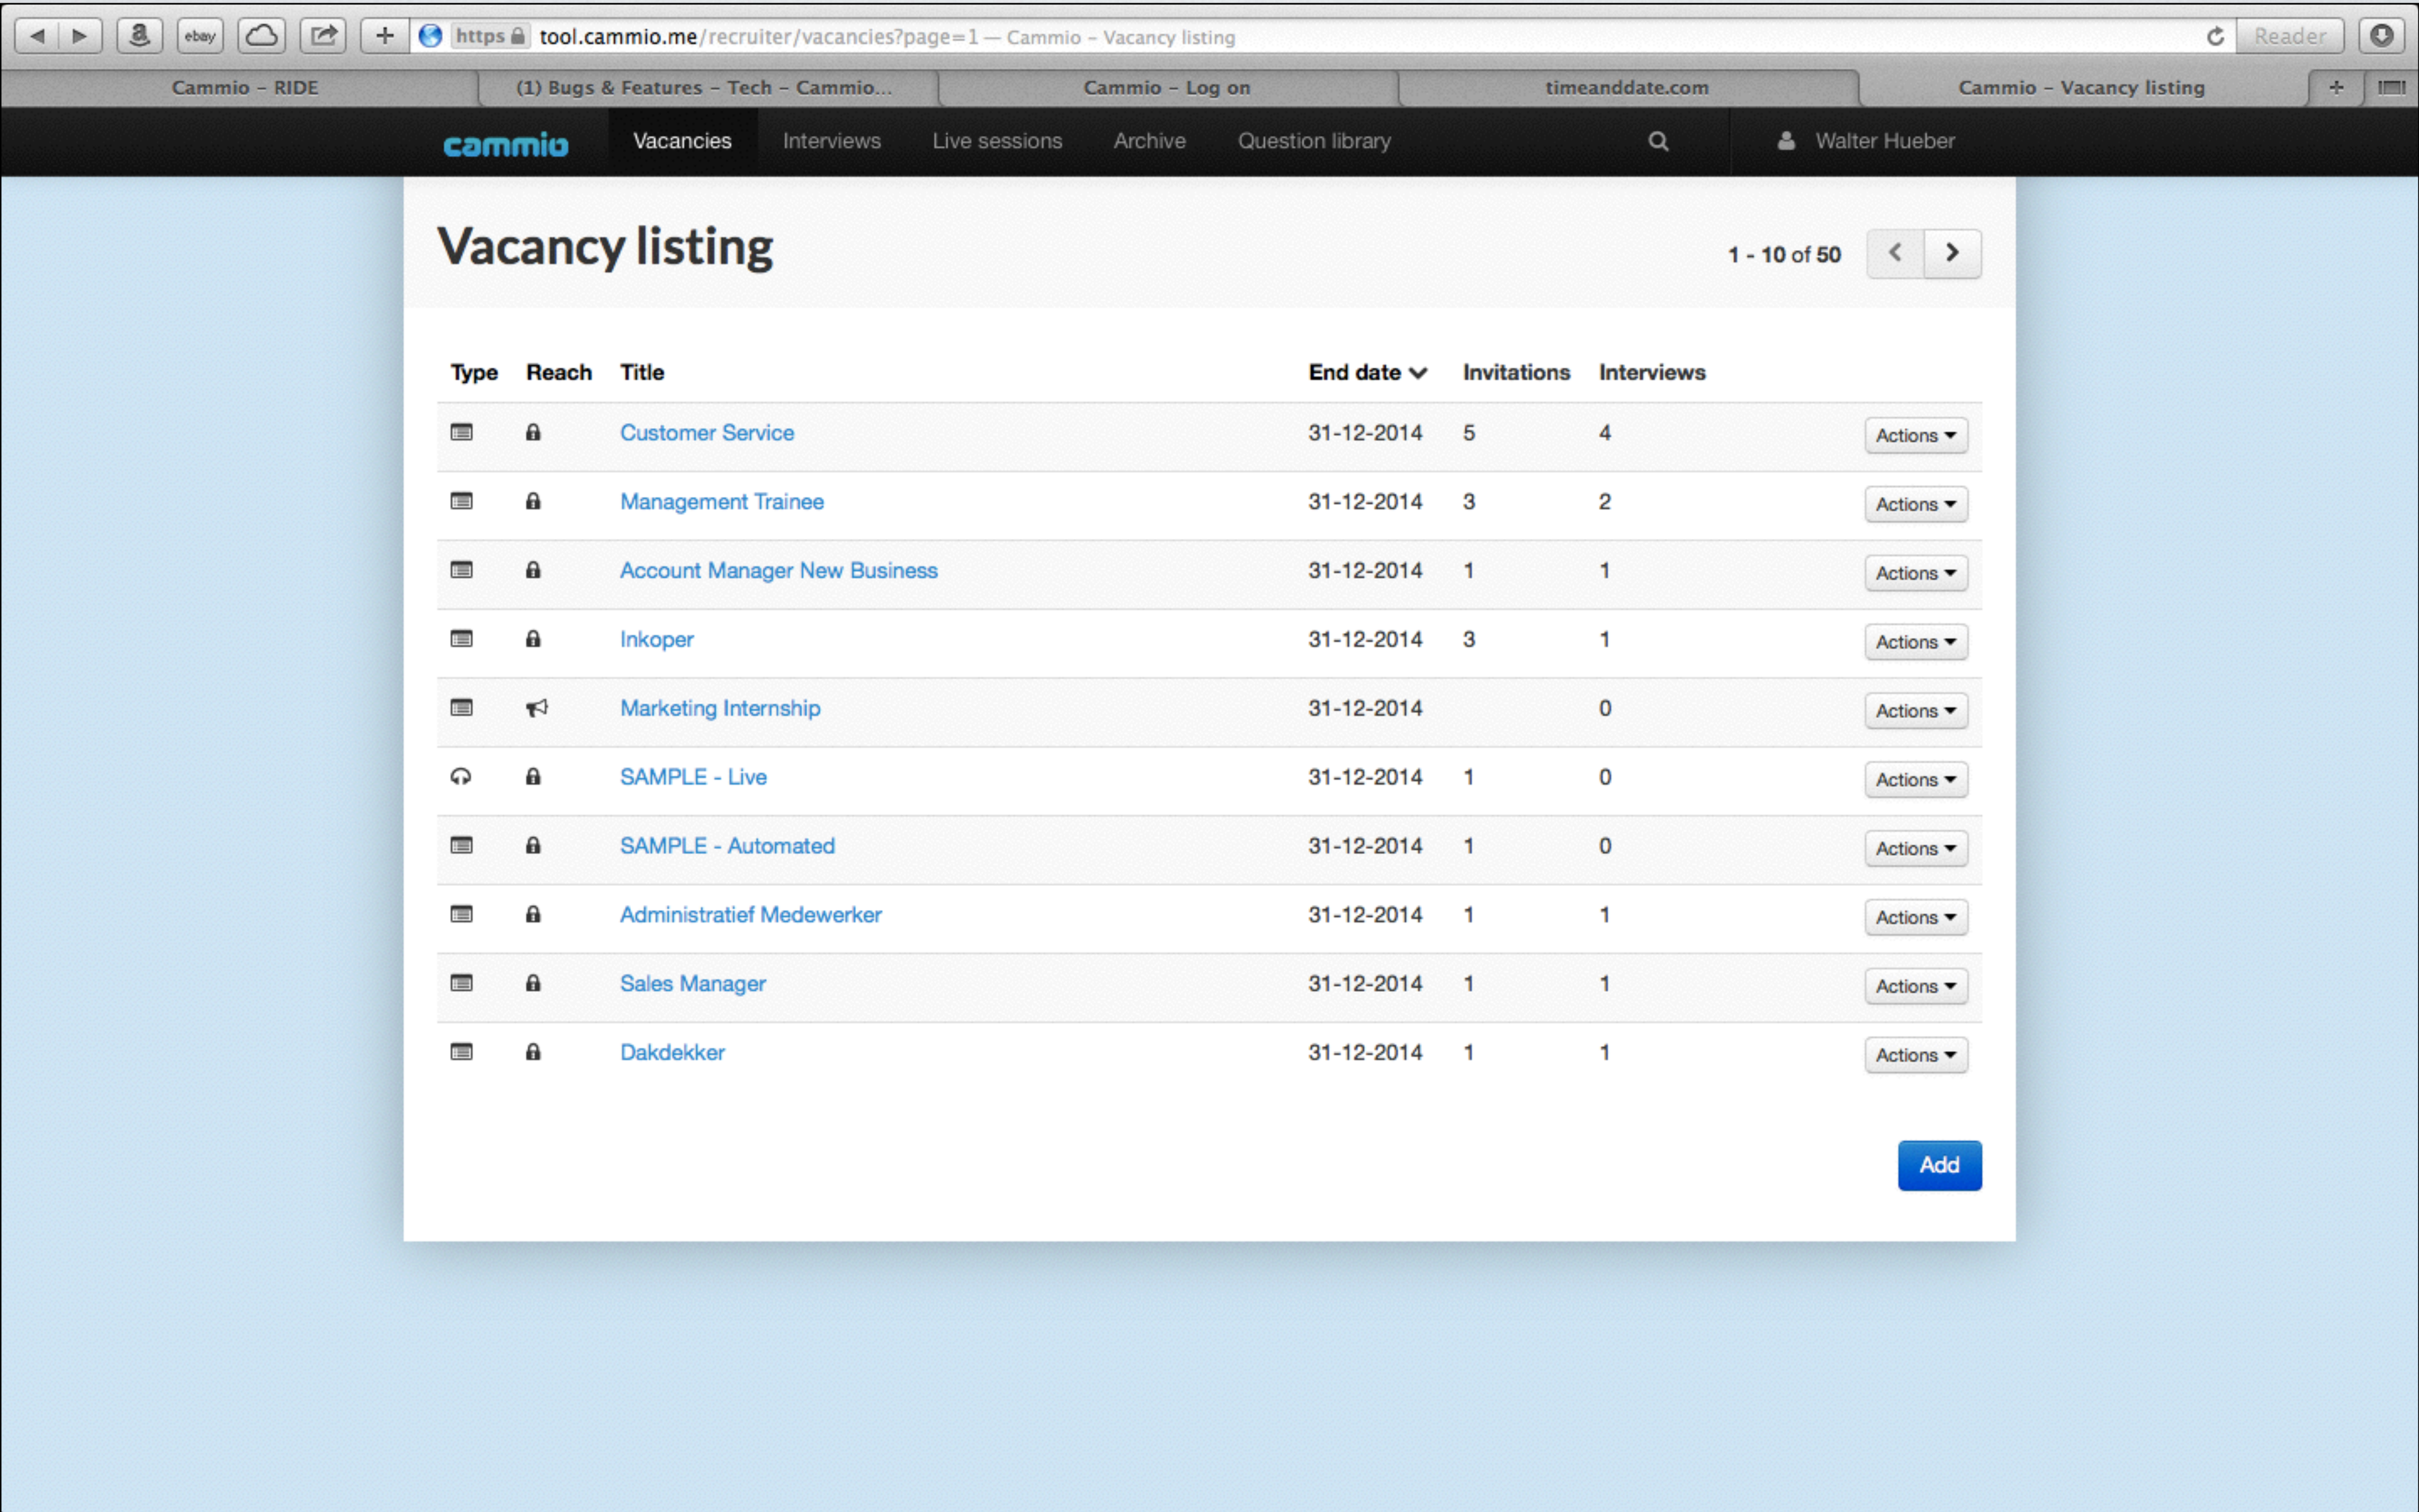 ebay https tool.cammio.me/recruiter/vacancies?page=1 — Cammio – Vacancy listing Reader
Cammio – RIDE (1) Bugs & Features – Tech – Cammio... Cammio – Log on timeanddate.com Cammio – Vacancy listing
cammio Vacancies Interviews Live sessions Archive Question library Walter Hueber
Vacancy listing 1 - 10 of 50
Type Reach Title End date Invitations Interviews
Customer Service 31-12-2014 5 4 Actions
Management Trainee 31-12-2014 3 2 Actions
Account Manager New Business 31-12-2014 1 1 Actions
Inkoper 31-12-2014 3 1 Actions
Marketing Internship 31-12-2014 0 Actions
SAMPLE - Live 31-12-2014 1 0 Actions
SAMPLE - Automated 31-12-2014 1 0 Actions
Administratief Medewerker 31-12-2014 1 1 Actions
Sales Manager 31-12-2014 1 1 Actions
Dakdekker 31-12-2014 1 1 Actions
Add